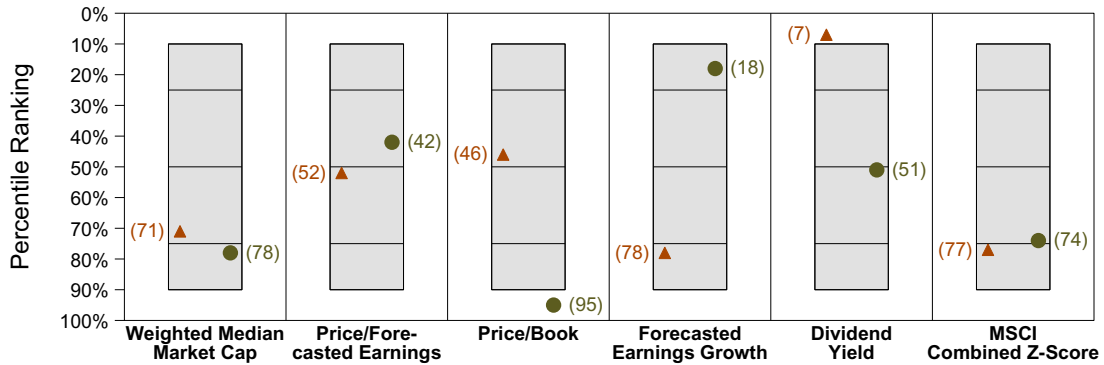 Percentile Ranking
0%
10%
20%
30%
40%
50%
60%
70%
80%
90%
100%
(71)
(78)
(52)
(42)
(46)
(95)
(78)
(18)
(7)
(51)
(77)
(74)
Weighted Median
Market Cap
Price/Fore-
casted Earnings
Price/Book
Forecasted
Earnings Growth
Dividend
Yield
MSCI
Combined Z-Score